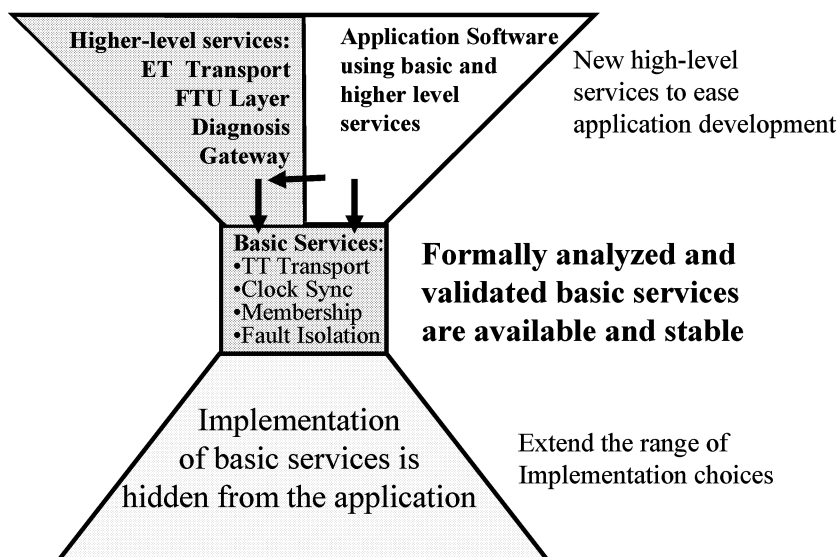 Higher-level services:
ET Transport
FTU Layer
Diagnosis
Gateway
Application Software
using basic and
higher level
services
New high-level
services to ease
application development
Basic Services:
•TT Transport
•Clock Sync
•Membership
•Fault Isolation
Formally analyzed and
validated basic services
are available and stable
Implementation
of basic services is
hidden from the application
Extend the range of
Implementation choices